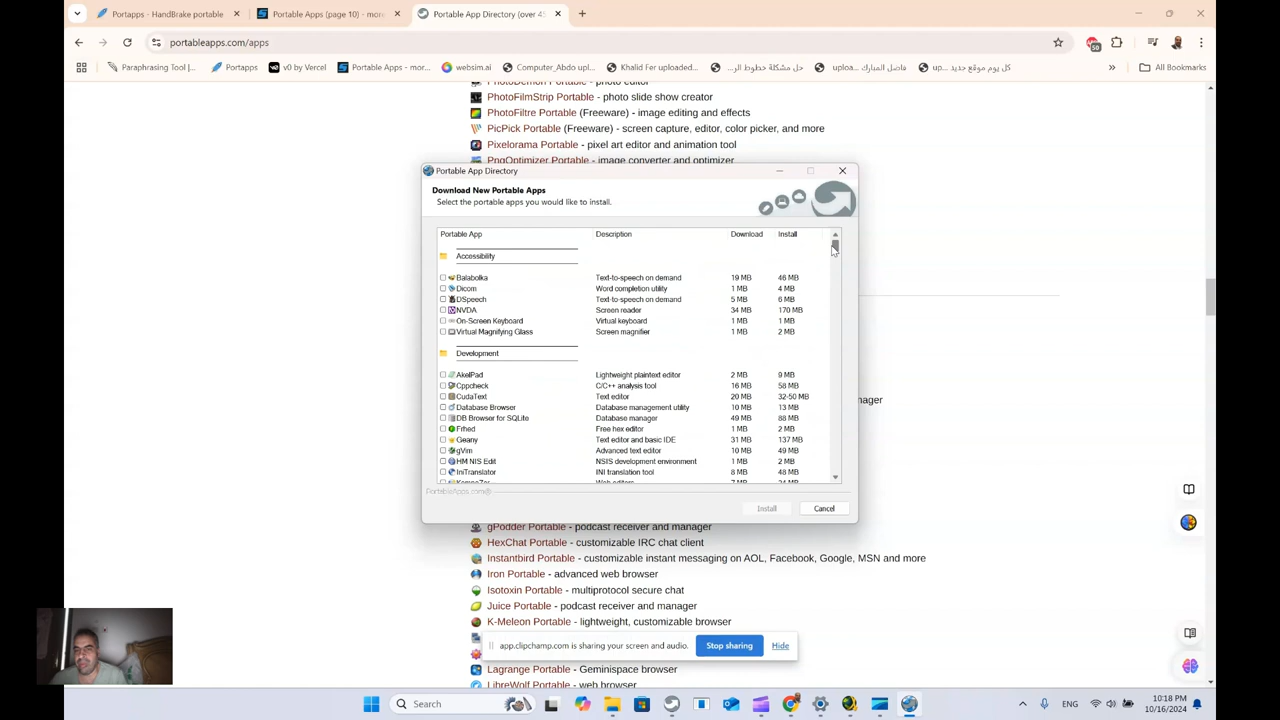 Portapps - HandBrake portable
Portable Apps (page 10) - more
Portable App Directory (over 4
portableapps.com/apps
Paraphrasing Tool |...
Portapps
v0 by Vercel
Portable Apps - mor...
websim.ai
Computer_Abdo upl...
Khalid Fer uploaded...
حل مشكلة حظوظ الر...
uploa...
فاصل المبارك
up...
كل يوم موقع جديد
All Bookmarks
PhotoDemon Portable - photo editor
PhotoFilmStrip Portable - photo slide show creator
PhotoFiltre Portable (Freeware) - image editing and effects
PicPick Portable (Freeware) - screen capture, editor, color picker, and more
Pixelorama Portable - pixel art editor and animation tool
PngOptimizer Portable - image converter and optimizer
Portable App Directory
Download New Portable Apps
Select the portable apps you would like to install.
Portable App Description Download Install
Accessibility
Balabolka Text-to-speech on demand 19 MB 46 MB
Dicom Word completion utility 1 MB 4 MB
DSpeech Text-to-speech on demand 5 MB 6 MB
NVDA Screen reader 34 MB 170 MB
On-Screen Keyboard Virtual keyboard 1 MB 1 MB
Virtual Magnifying Glass Screen magnifier 1 MB 2 MB
Development
AkelPad Lightweight plaintext editor 2 MB 9 MB
Cppcheck C/C++ analysis tool 16 MB 58 MB
CudaText Text editor 20 MB 32-50 MB
Database Browser Database management utility 10 MB 13 MB
DB Browser for SQLite Database manager 49 MB 88 MB
Frhed Free hex editor 1 MB 2 MB
Geany Text editor and basic IDE 31 MB 137 MB
gVim Advanced text editor 10 MB 49 MB
HM NIS Edit NSIS development environment 1 MB 2 MB
IniTranslator INI translation tool 8 MB 48 MB
PortableApps.com®
Install
Cancel
anager
gPodder Portable - podcast receiver and manager
HexChat Portable - customizable IRC chat client
Instantbird Portable - customizable instant messaging on AOL, Facebook, Google, MSN and more
Iron Portable - advanced web browser
Isotoxin Portable - multiprotocol secure chat
Juice Portable - podcast receiver and manager
K-Meleon Portable - lightweight, customizable browser
app.clipchamp.com is sharing your screen and audio.
Stop sharing
Hide
Lagrange Portable - Geminispace browser
LibreWolf Portable - web browser
Search
ENG
10:18 PM
10/16/2024